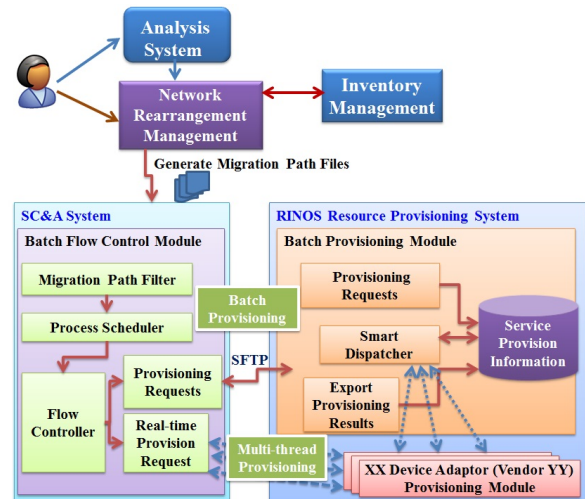 Analysis
System
Network
Rearrangement
Management
Inventory
Management
Generate Migration Path Files
SC&A System
Batch Flow Control Module
Migration Path Filter
Process Scheduler
Flow
Controller
Provisioning
Requests
Real-time
Provision
Request
Batch
Provisioning
SFTP
Multi-thread
Provisioning
RINOS Resource Provisioning System
Batch Provisioning Module
Provisioning
Requests
Smart
Dispatcher
Export
Provisioning
Results
Service
Provision
Information
XX Device Adaptor (Vendor YY)
Provisioning Module